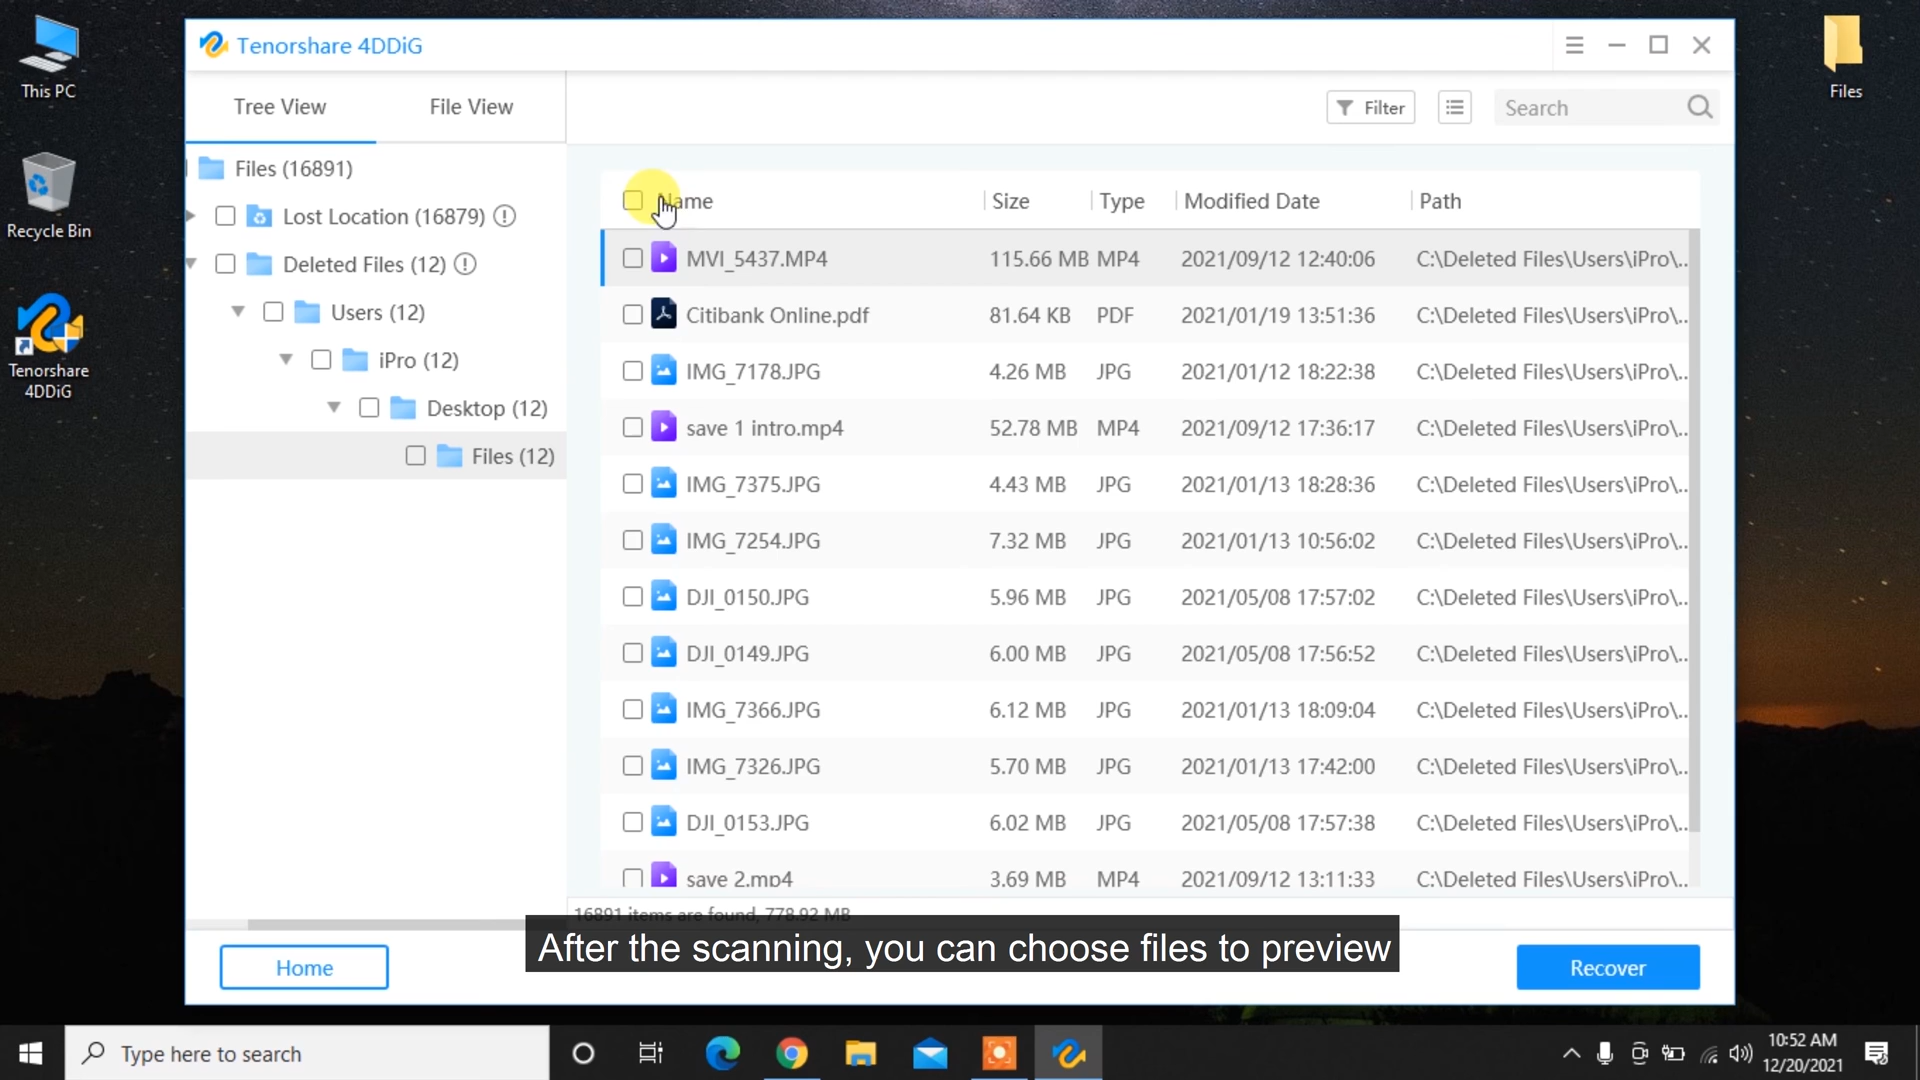 This PC
Recycle Bin
Tenorshare
4DDiG
Files
Tenorshare 4DDiG
Tree View
File View
Filter
Search
Files (16891)
Lost Location (16879)
Deleted Files (12)
Users (12)
iPro (12)
Desktop (12)
Files (12)
Name Size Type Modified Date Path
MVI_5437.MP4 115.66 MB MP4 2021/09/12 12:40:06 C:\Deleted Files\Users\iPro\..
Citibank Online.pdf 81.64 KB PDF 2021/01/19 13:51:36 C:\Deleted Files\Users\iPro\..
IMG_7178.JPG 4.26 MB JPG 2021/01/12 18:22:38 C:\Deleted Files\Users\iPro\..
save 1 intro.mp4 52.78 MB MP4 2021/09/12 17:36:17 C:\Deleted Files\Users\iPro\..
IMG_7375.JPG 4.43 MB JPG 2021/01/13 18:28:36 C:\Deleted Files\Users\iPro\..
IMG_7254.JPG 7.32 MB JPG 2021/01/13 10:56:02 C:\Deleted Files\Users\iPro\..
DJI_0150.JPG 5.96 MB JPG 2021/05/08 17:57:02 C:\Deleted Files\Users\iPro\..
DJI_0149.JPG 6.00 MB JPG 2021/05/08 17:56:52 C:\Deleted Files\Users\iPro\..
IMG_7366.JPG 6.12 MB JPG 2021/01/13 18:09:04 C:\Deleted Files\Users\iPro\..
IMG_7326.JPG 5.70 MB JPG 2021/01/13 17:42:00 C:\Deleted Files\Users\iPro\..
DJI_0153.JPG 6.02 MB JPG 2021/05/08 17:57:38 C:\Deleted Files\Users\iPro\..
save 2.mp4 3.69 MB MP4 2021/09/12 13:11:33 C:\Deleted Files\Users\iPro\..
16891 items are found, 778.92 MB
After the scanning, you can choose files to preview
Home
Recover
Type here to search
10:52 AM
12/20/2021